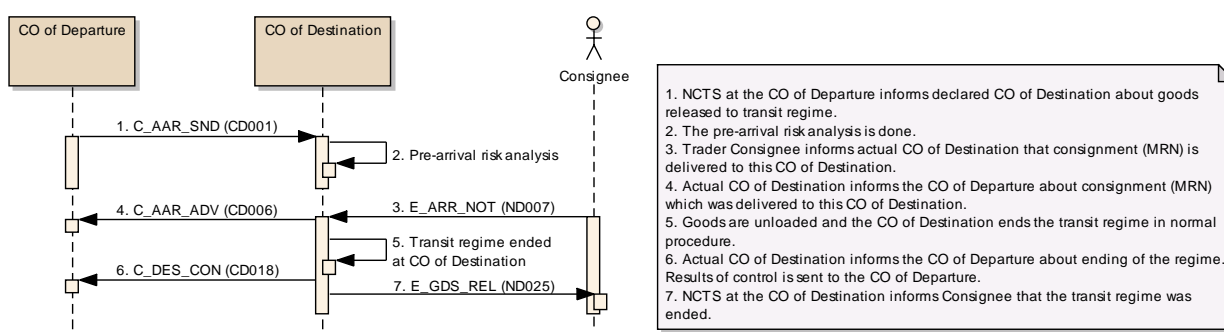 CO of Departure
CO of Destination
Consignee
1. C_AAR_SND (CD001)
2. Pre-arrival risk analysis
3. E_ARR_NOT (ND007)
4. C_AAR_ADV (CD006)
5. Transit regime ended
at CO of Destination
6. C_DES_CON (CD018)
7. E_GDS_REL (ND025)
1. NCTS at the CO of Departure informs declared CO of Destination about goods
released to transit regime.
2. The pre-arrival risk analysis is done.
3. Trader Consignee informs actual CO of Destination that consignment (MRN) is
delivered to this CO of Destination.
4. Actual CO of Destination informs the CO of Departure about consignment (MRN)
which was delivered to this CO of Destination.
5. Goods are unloaded and the CO of Destination ends the transit regime in normal
procedure.
6. Actual CO of Destination informs the CO of Departure about ending of the regime.
Results of control is sent to the CO of Departure.
7. NCTS at the CO of Destination informs Consignee that the transit regime was
ended.